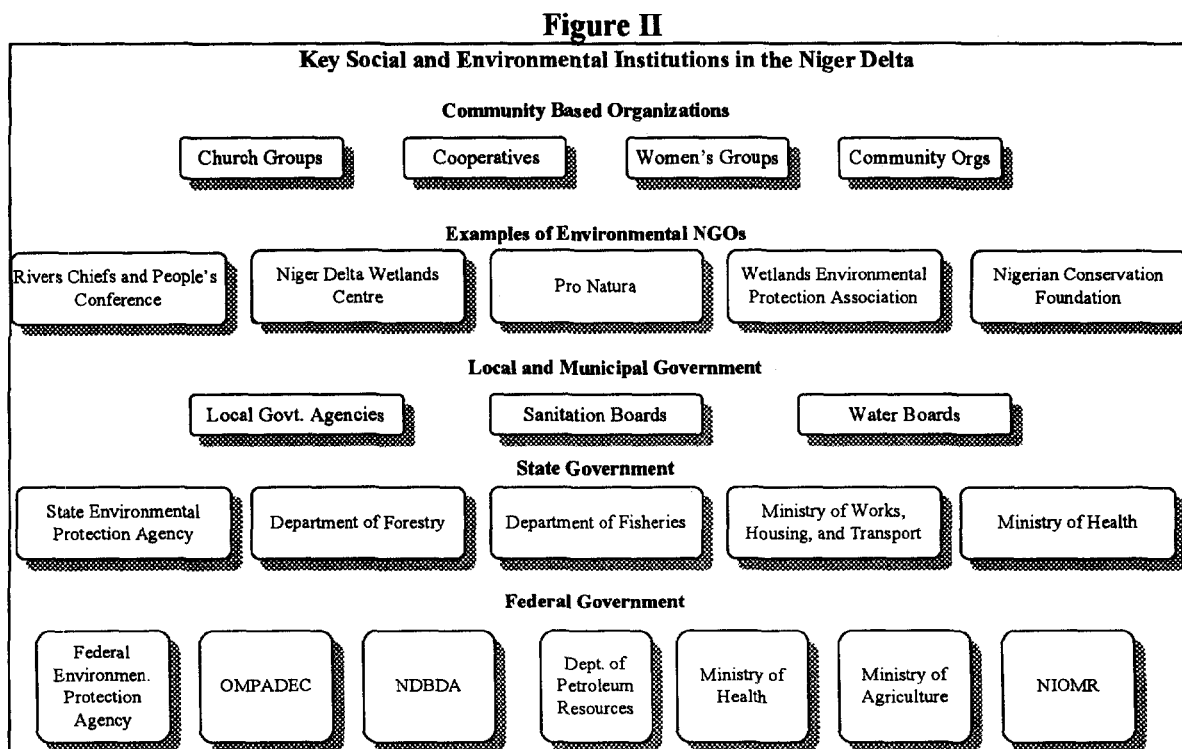 Figure II
Key Social and Environmental Institutions in the Niger Delta
Community Based Organizations
Church Groups
Cooperatives
Women's Groups
Community Orgs
Examples of Environmental NGOs
Rivers Chiefs and People's
Conference
Niger Delta Wetlands
Centre
Pro Natura
Wetlands Environmental
Protection Association
Nigerian Conservation
Foundation
Local and Municipal Government
Local Govt. Agencies
Sanitation Boards
Water Boards
State Government
State Environmental
Protection Agency
Department of Forestry
Department of Fisheries
Ministry of Works,
Housing, and Transport
Ministry of Health
Federal Government
Federal
Environmen.
Protection
Agency
OMPADEC
NDBDA
Dept. of
Petroleum
Resources
Ministry of
Health
Ministry of
Agriculture
NIOMR